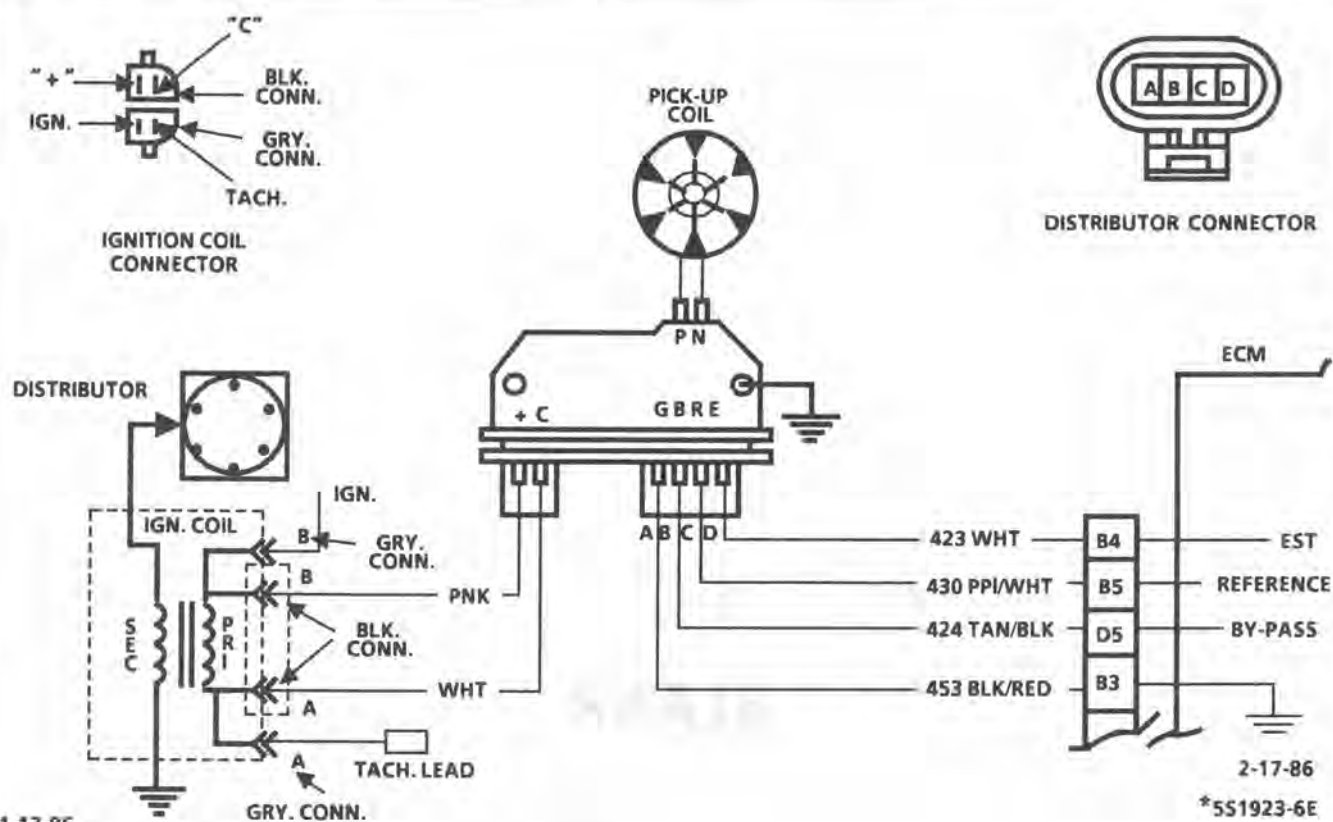 "C"
"+"
BLK.
CONN.
IGN.
GRY.
CONN.
TACH.
IGNITION COIL
CONNECTOR
PICK-UP
COIL
A B C D
DISTRIBUTOR CONNECTOR
P N
+ C
G B R E
ECM
DISTRIBUTOR
IGN. COIL
IGN.
B
GRY.
CONN.
B
PNK
BLK.
CONN.
SEC
PRI
WHT
A
A
TACH. LEAD
GRY. CONN.
A B C D
423 WHT
B4
EST
430 PPI/WHT
B5
REFERENCE
424 TAN/BLK
D5
BY-PASS
453 BLK/RED
B3
2-17-86
*5S1923-6E